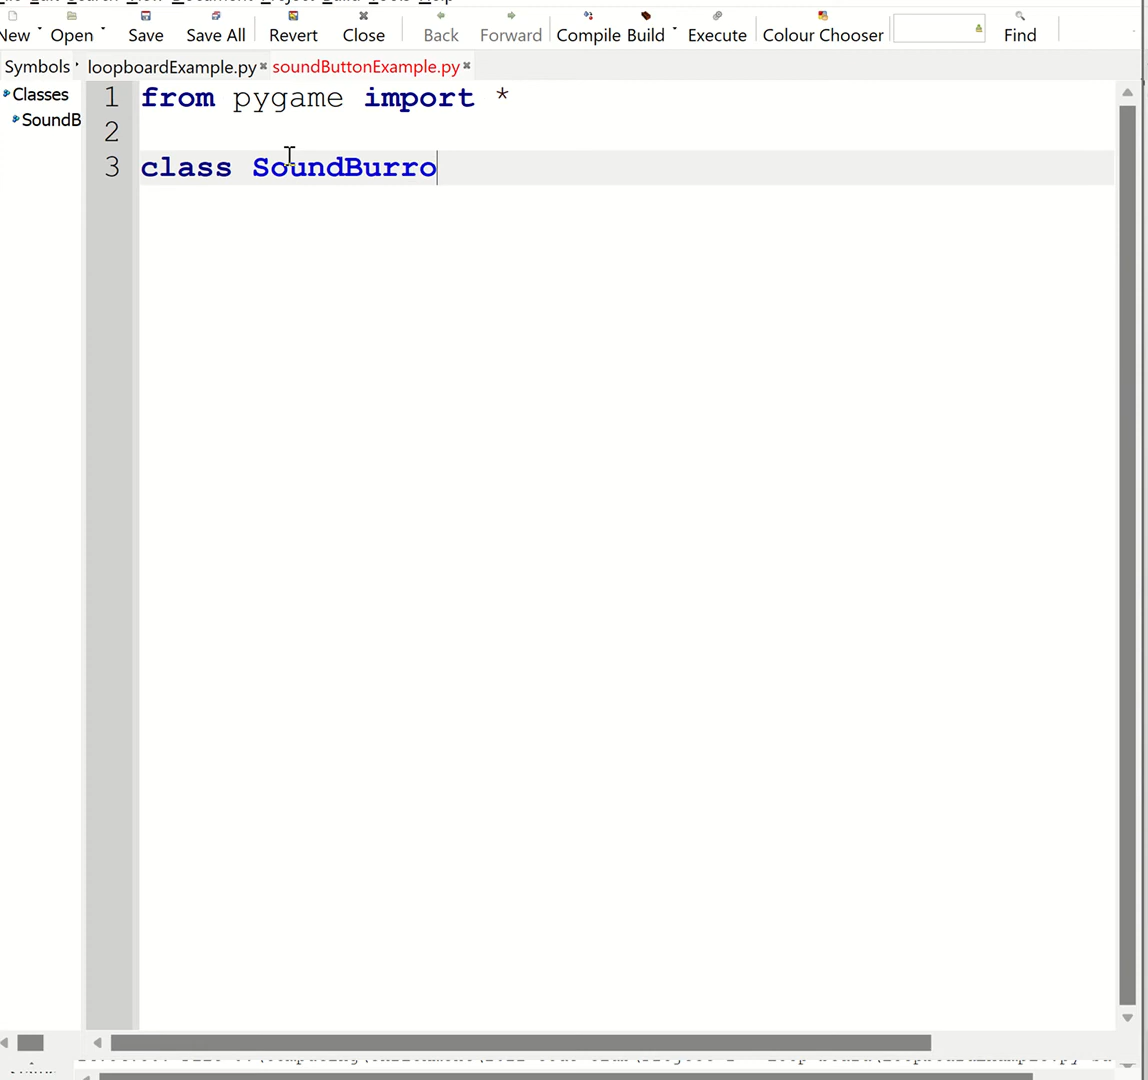 New Open Save Save All Revert Close Back Forward Compile Build Execute Colour Chooser Find
Symbols loopboardExample.py soundButtonExample.py
Classes
SoundB
1 from pygame import *
2
3 class SoundBurro